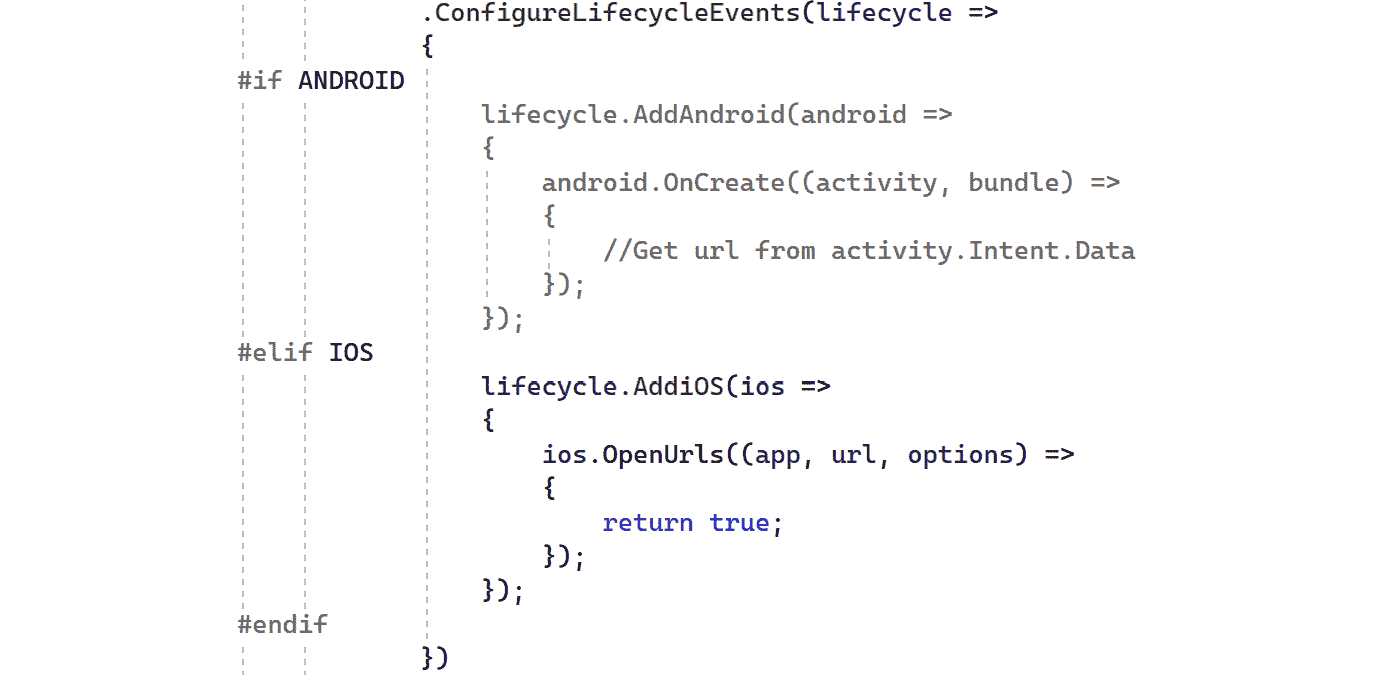 .ConfigureLifecycleEvents(lifecycle =>
{
#if ANDROID
lifecycle.AddAndroid(android =>
{
android.OnCreate((activity, bundle) =>
{
//Get url from activity.Intent.Data
});
});
#elif IOS
lifecycle.AddiOS(ios =>
{
ios.OpenUrls((app, url, options) =>
{
return true;
});
});
#endif
})